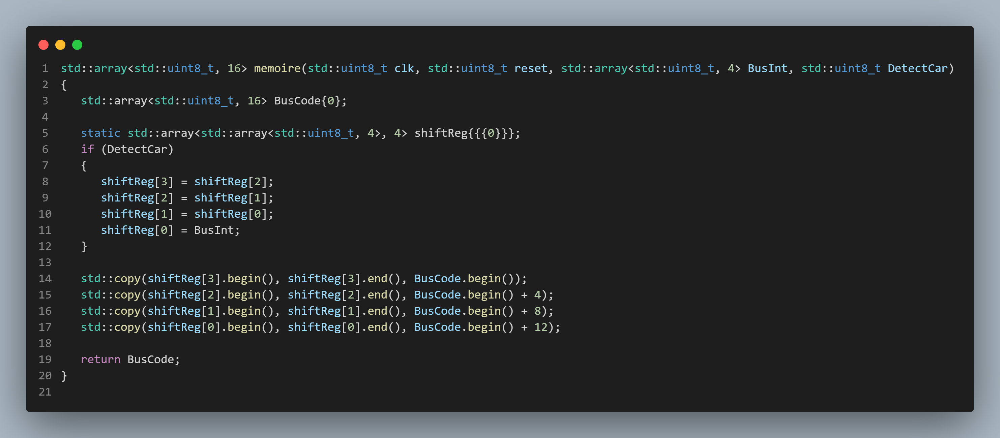 1 std::array<std::uint8_t, 16> memoire(std::uint8_t clk, std::uint8_t reset, std::array<std::uint8_t, 4> BusInt, std::uint8_t DetectCar)
2 {
3    std::array<std::uint8_t, 16> BusCode{0};
4
5    static std::array<std::array<std::uint8_t, 4>, 4> shiftReg{{{0}}};
6    if (DetectCar)
7    {
8       shiftReg[3] = shiftReg[2];
9       shiftReg[2] = shiftReg[1];
10       shiftReg[1] = shiftReg[0];
11       shiftReg[0] = BusInt;
12    }
13
14    std::copy(shiftReg[3].begin(), shiftReg[3].end(), BusCode.begin());
15    std::copy(shiftReg[2].begin(), shiftReg[2].end(), BusCode.begin() + 4);
16    std::copy(shiftReg[1].begin(), shiftReg[1].end(), BusCode.begin() + 8);
17    std::copy(shiftReg[0].begin(), shiftReg[0].end(), BusCode.begin() + 12);
18
19    return BusCode;
20 }
21